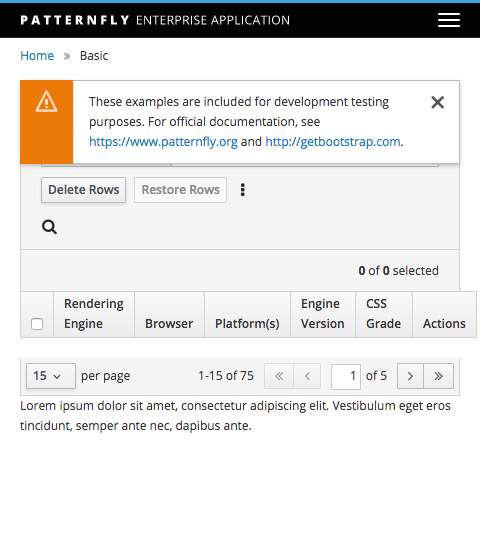 PATTERNFLY ENTERPRISE APPLICATION
Home » Basic
These examples are included for development testing
purposes. For official documentation, see
https://www.patternfly.org and http://getbootstrap.com.
Delete Rows Restore Rows
0 of 0 selected
Rendering Engine Browser Platform(s) Engine Version CSS Grade Actions
15 per page 1-15 of 75 « ‹ 1 of 5 › »
Lorem ipsum dolor sit amet, consectetur adipiscing elit. Vestibulum eget eros
tincidunt, semper ante nec, dapibus ante.